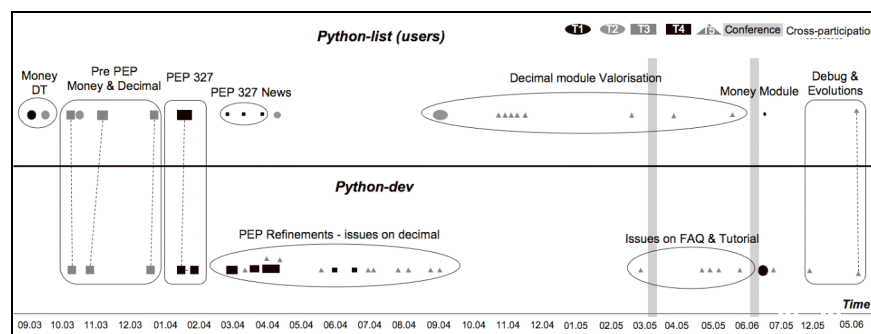 Python-list (users)
T1 T2 T3 T4 T5 Conference Cross-participation
Money
DT
Pre PEP
Money & Decimal
PEP 327
PEP 327 News
Decimal module Valorisation
Money Module
Debug &
Evolutions
Python-dev
PEP Refinements - issues on decimal
Issues on FAQ & Tutorial
Time
09.03 10.03 11.03 12.03 01.04 02.04 03.04 04.04 05.04 06.04 07.04 08.04 09.04 10.04 11.04 12.04 01.05 02.05 03.05 04.05 05.05 06.05 07.05 12.05 05.06